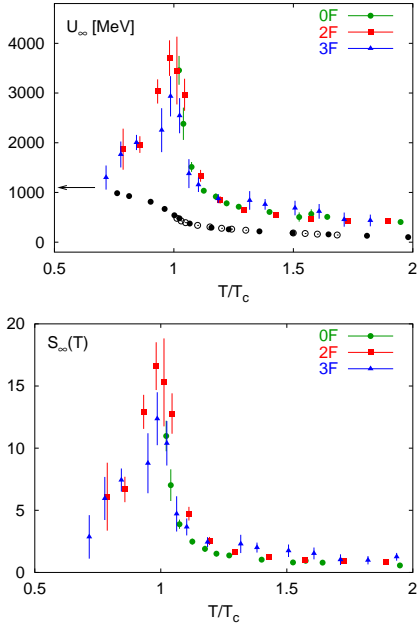 U∞ [MeV]
0F
2F
3F
4000
3000
2000
1000
0
0.5 1 1.5 2
T/Tc
S∞(T)
0F
2F
3F
20
15
10
5
0
0.5 1 1.5 2
T/Tc